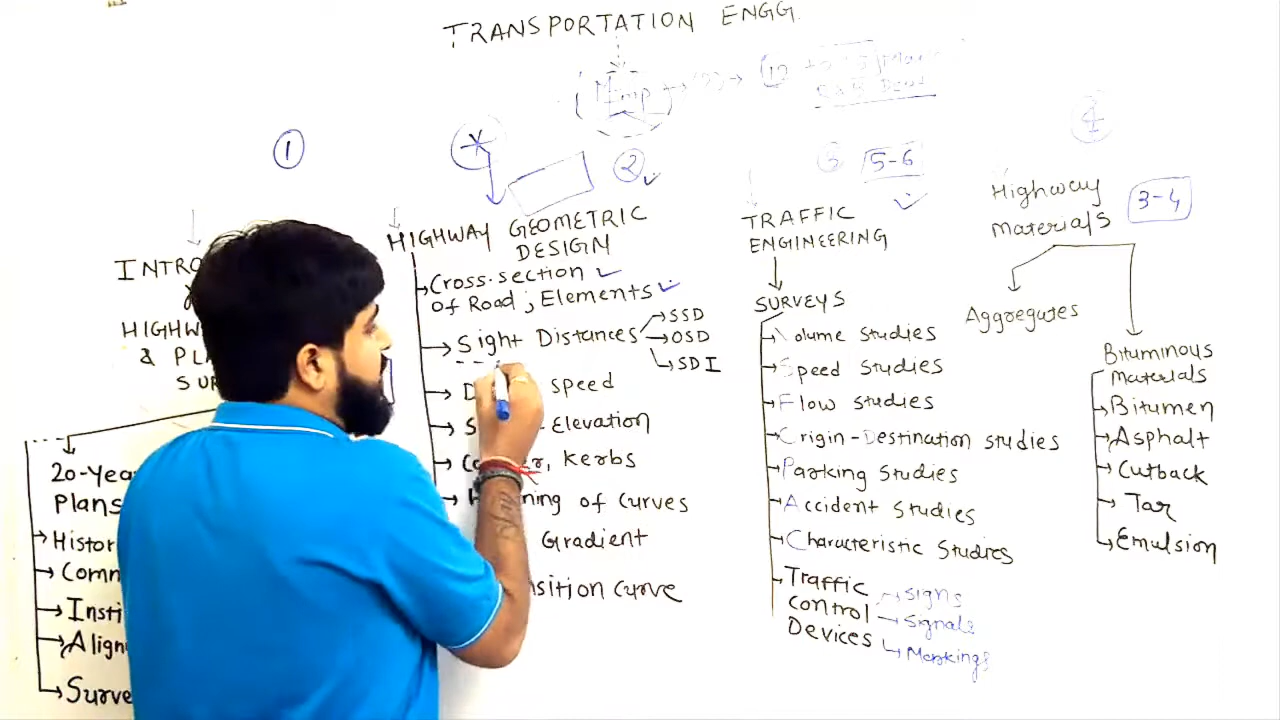 TRANSPORTATION ENGG.
(Imp
①
②
5-6
4
3-4
INTRO
HIGHWAY
& PLA
SUR
20-Yea
Plans
Histor
Comm
Insti
Align
Surve
HIGHWAY GEOMETRIC
DESIGN
Cross-section
of Road; Elements
Sight Distances
SSD
OSD
SDI
D speed
S Elevation
Kerbs
ning of curves
Gradient
sition curve
TRAFFIC
ENGINEERING
SURVEYS
Volume studies
Speed studies
Flow studies
Origin-Destination studies
Parking studies
Accident studies
Characteristic Studies
Traffic
control
Devices
signs
signals
Markings
Highway
Materials
Aggregates
Bituminous
Materials
Bitumen
Asphalt
Cutback
Tar
Emulsion